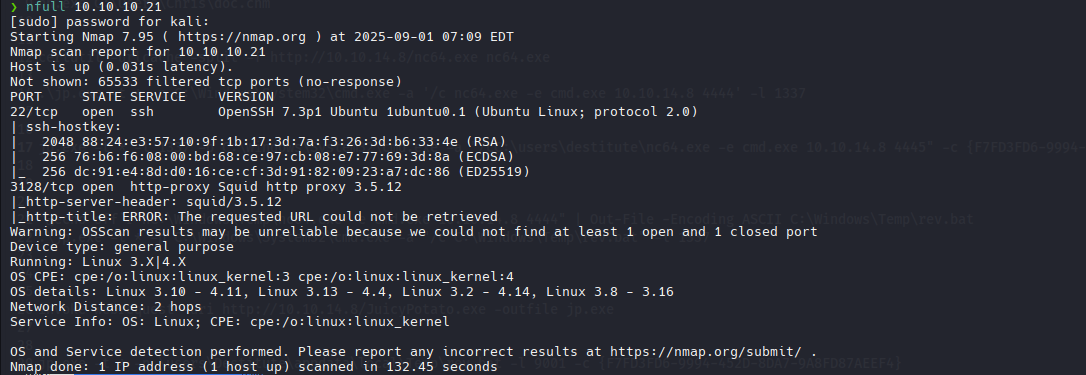 ❯ nfull 10.10.10.21
[sudo] password for kali:
Starting Nmap 7.95 ( https://nmap.org ) at 2025-09-01 07:09 EDT
Nmap scan report for 10.10.10.21
Host is up (0.031s latency).
Not shown: 65533 filtered tcp ports (no-response)
PORT     STATE SERVICE    VERSION
22/tcp   open  ssh        OpenSSH 7.3p1 Ubuntu 1ubuntu0.1 (Ubuntu Linux; protocol 2.0)
| ssh-hostkey:
|   2048 88:24:e3:57:10:9f:1b:17:3d:7a:f3:26:3d:b6:33:4e (RSA)
|   256 76:b6:f6:08:00:bd:68:ce:97:cb:08:e7:77:69:3d:8a (ECDSA)
|_  256 dc:91:e4:8d:d0:16:ce:cf:3d:91:82:09:23:a7:dc:86 (ED25519)
3128/tcp open  http-proxy Squid http proxy 3.5.12
|_http-server-header: squid/3.5.12
|_http-title: ERROR: The requested URL could not be retrieved
Warning: OSScan results may be unreliable because we could not find at least 1 open and 1 closed port
Device type: general purpose
Running: Linux 3.X|4.X
OS CPE: cpe:/o:linux:linux_kernel:3 cpe:/o:linux:linux_kernel:4
OS details: Linux 3.10 - 4.11, Linux 3.13 - 4.4, Linux 3.2 - 4.14, Linux 3.8 - 3.16
Network Distance: 2 hops
Service Info: OS: Linux; CPE: cpe:/o:linux:linux_kernel
OS and Service detection performed. Please report any incorrect results at https://nmap.org/submit/ .
Nmap done: 1 IP address (1 host up) scanned in 132.45 seconds